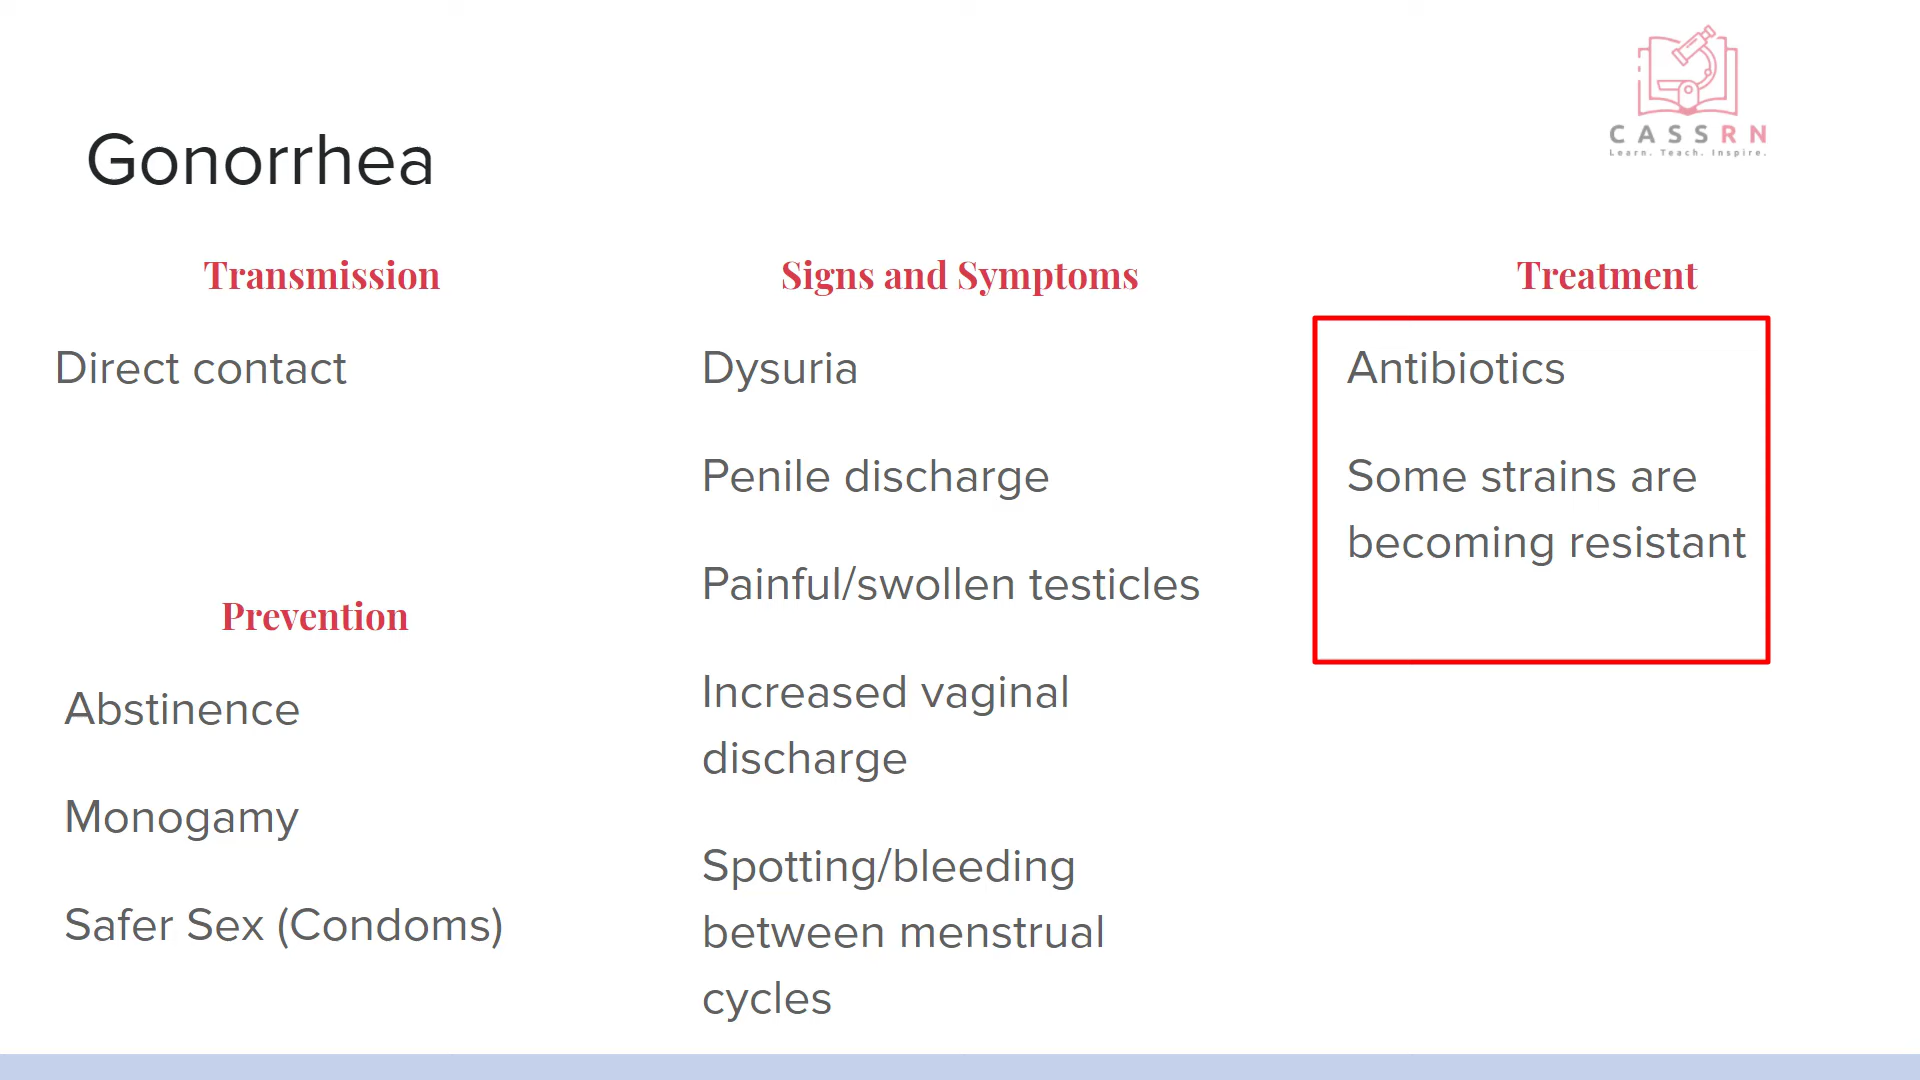 CASSRN
Learn. Teach. Inspire.
Gonorrhea
Transmission
Direct contact
Prevention
Abstinence
Monogamy
Safer Sex (Condoms)
Signs and Symptoms
Dysuria
Penile discharge
Painful/swollen testicles
Increased vaginal
discharge
Spotting/bleeding
between menstrual
cycles
Treatment
Antibiotics
Some strains are
becoming resistant